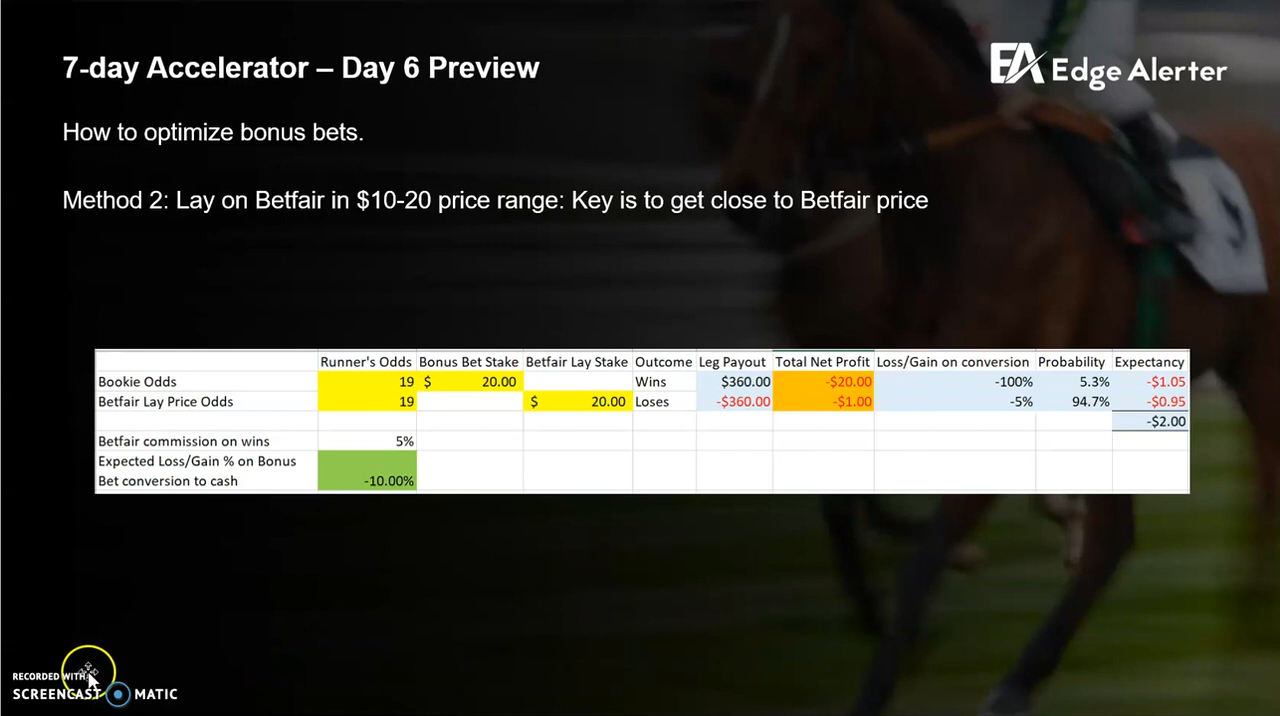 7-day Accelerator – Day 6 Preview
EA Edge Alerter
How to optimize bonus bets.
Method 2: Lay on Betfair in $10-20 price range: Key is to get close to Betfair price
Runner's Odds Bonus Bet Stake Betfair Lay Stake Outcome Leg Payout Total Net Profit Loss/Gain on conversion Probability Expectancy
Bookie Odds 19 $ 20.00 Wins $360.00 -$20.00 -100% 5.3% -$1.05
Betfair Lay Price Odds 19 $ 20.00 Loses -$360.00 -$1.00 -5% 94.7% -$0.95
-$2.00
Betfair commission on wins 5%
Expected Loss/Gain % on Bonus
Bet conversion to cash -10.00%
RECORDED WITH
SCREENCAST MATIC